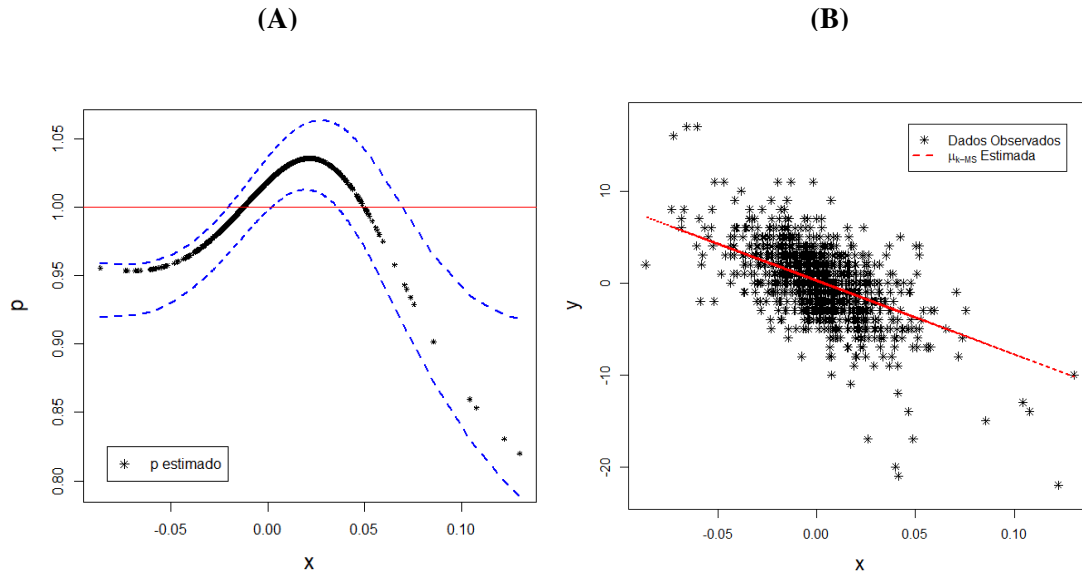 (A)
(B)
p
0.80 0.85 0.90 0.95 1.00 1.05
✳ p estimado
-0.05 0.00 0.05 0.10
x
y
-20 -10 0 10
✳ Dados Observados
μk−MS Estimada
-0.05 0.00 0.05 0.10
x